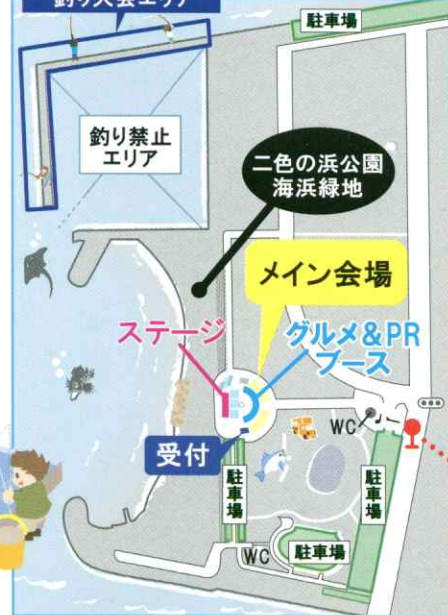 釣り大会エリア
駐車場
釣り禁止
エリア
二色の浜公園
海浜緑地
メイン会場
ステージ
グルメ&PR
ブース
WC
受付
駐車場
駐車場
WC
駐車場